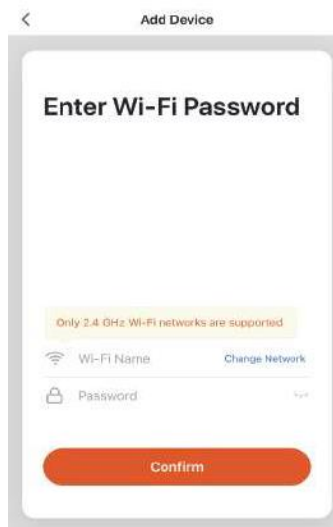 Add Device
Enter Wi-Fi Password
Only 2.4 GHz Wi-Fi networks are supported
Wi-Fi Name Change Network
Password
Confirm